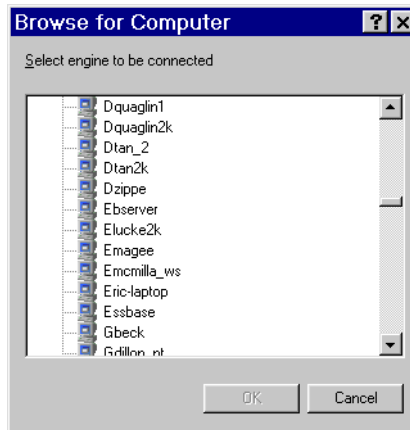 Browse for Computer
Select engine to be connected
Dquaglin1
Dquaglin2k
Dtan_2
Dtan2k
Dzippe
Ebserver
Elucke2k
Emagee
Emcmilla_ws
Eric-laptop
Essbase
Gbeck
Gdillon_nt
OK Cancel